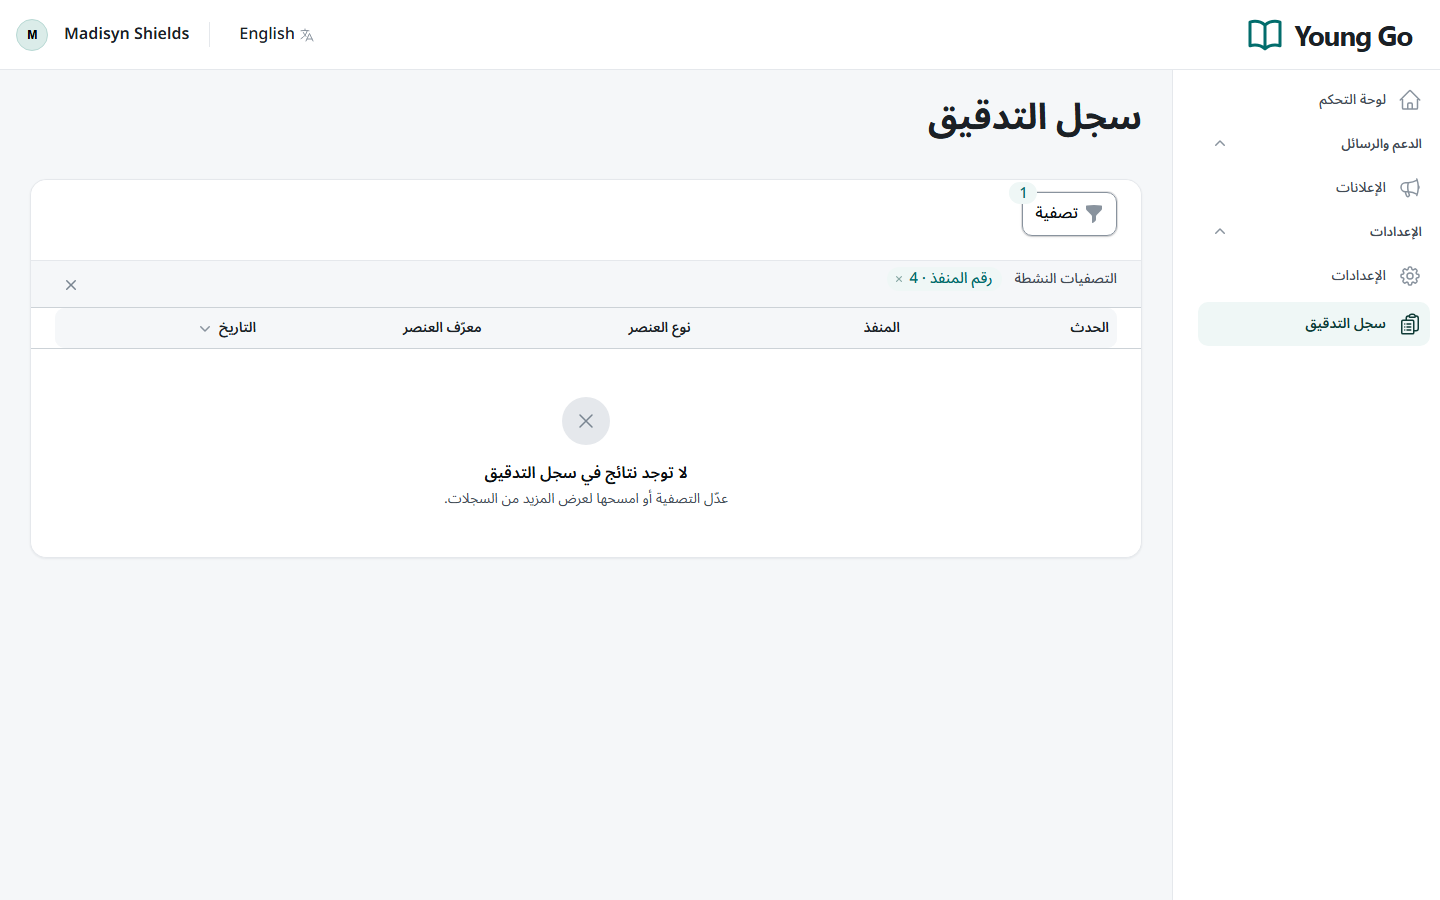 Young Go
English
Madisyn Shields
M
لوحة التحكم
الدعم والرسائل
الإعلانات
الإعدادات
الإعدادات
سجل التدقيق
سجل التدقيق
تصفية
1
التصفيات النشطة
رقم المنفذ · 4
الحدث
المنفذ
نوع العنصر
معرّف العنصر
التاريخ
لا توجد نتائج في سجل التدقيق
عدّل التصفية أو امسحها لعرض المزيد من السجلات.